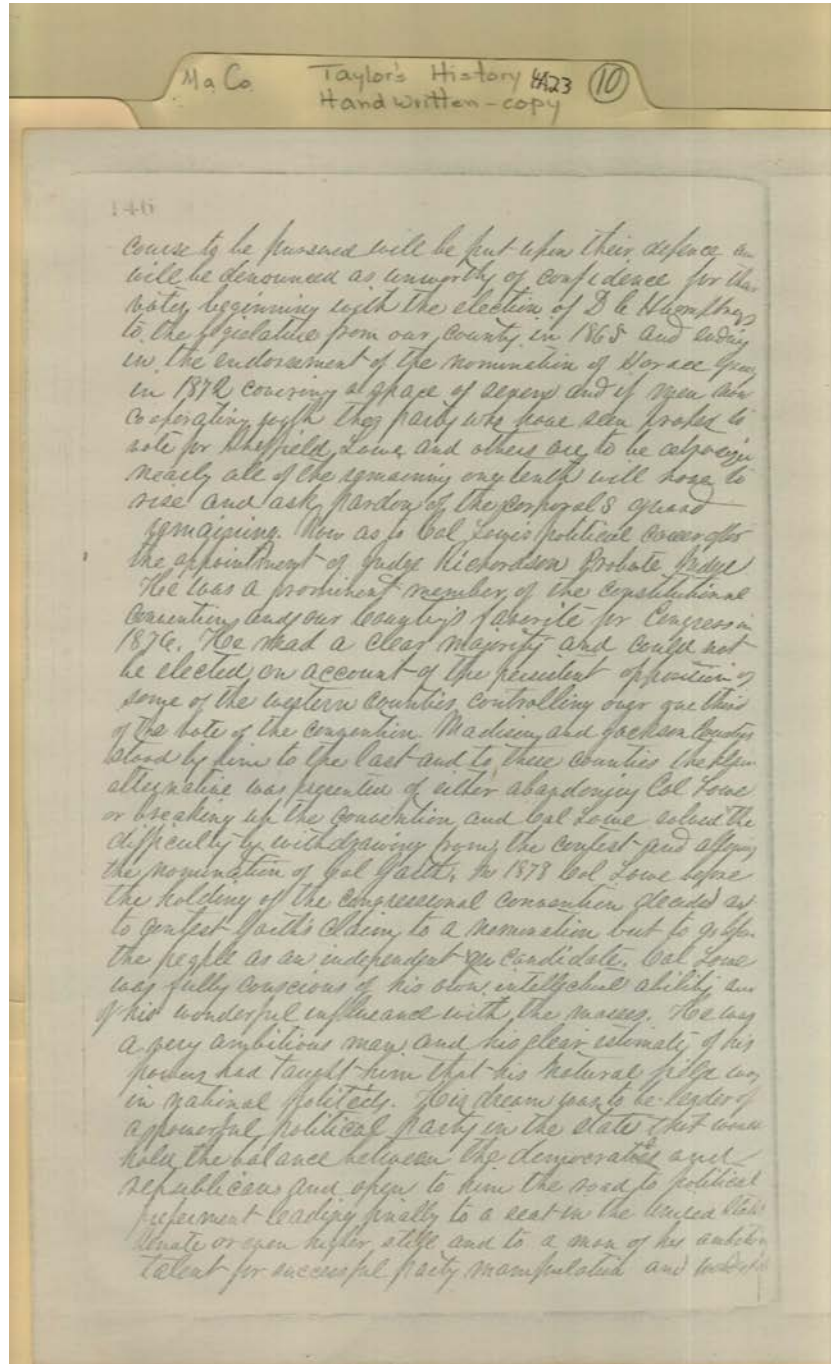 Ma Co Taylor's History 4A23 10
Handwritten - copy
146
course to be pursued will be put upon their defence an
will be denounced as unworthy of confidence for their
votes beginning with the election of D C Humphreys
to the legislature from our county in 1865 and ending
in the endorsement of the nomination of Horace
in 1872 covering a space of seven and if men now
cooperating with the party who have seen proper to
vote for Sheffield, Lowe and others are to be
nearly all of the remaining one tenth will have to
rise and ask pardon of the corporals guard
remaining. Now as to Col Lowes political career after
the appointment of Judge Richardson Probate Judge
He was a prominent member of the constitutional
convention and our county's favorite for Congress in
1876. He had a clear majority and could not
be elected on account of the persistent opposition of
some of the western counties controlling over one third
of the vote of the convention. Madison and Jackson Counties
stood by him to the last and to these counties the
alternative was presented of either abandoning Col Lowe
or breaking up the convention and Col Lowe solved the
difficulty by withdrawing from the contest and allowing
the nomination of Col Garth. In 1878 Col Lowe before
the holding of the congressional convention decided not
to contest Garth's claim to a nomination but to go before
the people as an independent candidate. Col Lowe
was fully conscious of his own intellectual ability an
of his wonderful influence with the masses. He was
a very ambitious man and his clear estimate of his
powers had taught him that his natural field was
in national politics. His dream was to be leader of
a powerful political party in the state that would
hold the balance between the democrats and
republicans and open to him the road to political
preferment leading finally to a seat in the United States
Senate or even higher still and to a man of his ambition
talent for successful party manipulation and